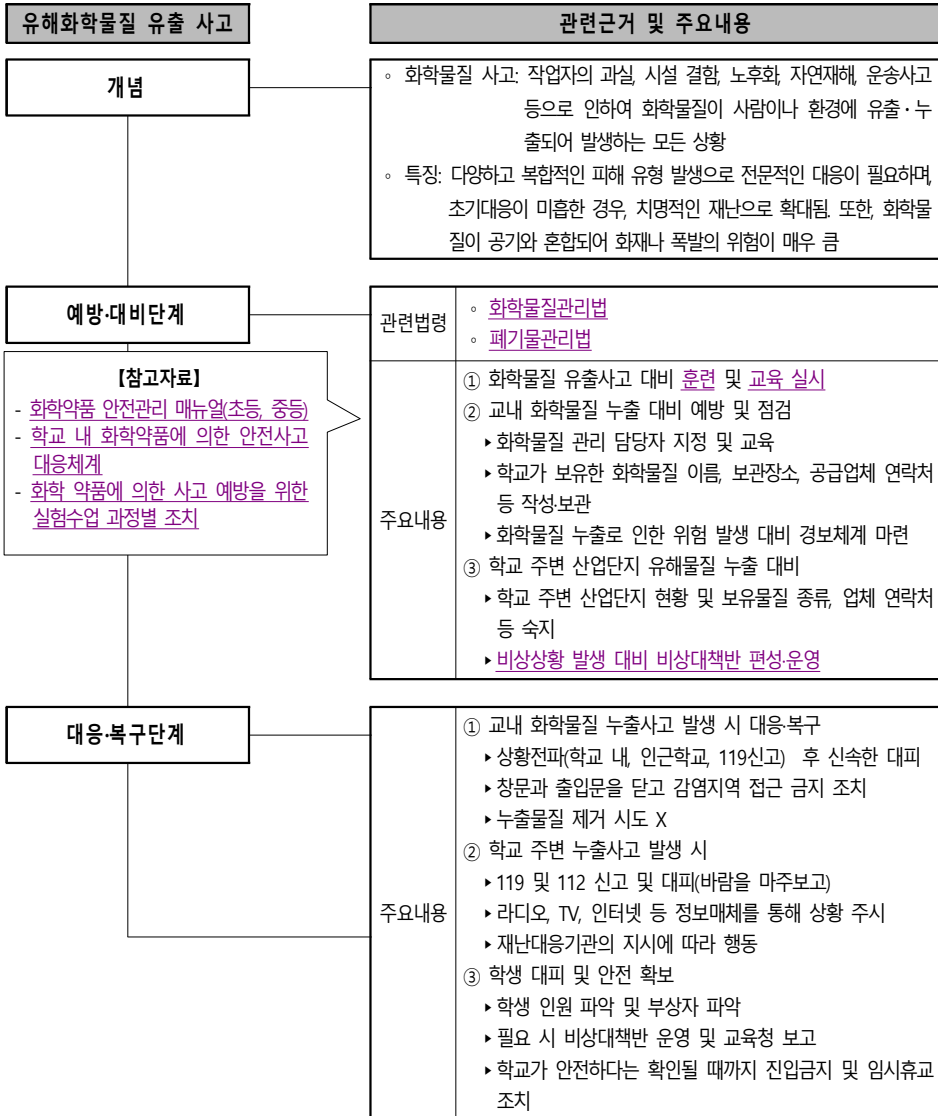 유해화학물질 유출 사고
관련근거 및 주요내용
개념
◦ 화학물질 사고: 작업자의 과실, 시설 결함, 노후화, 자연재해, 운송사고
등으로 인하여 화학물질이 사람이나 환경에 유출·누
출되어 발생하는 모든 상황
◦ 특징: 다양하고 복합적인 피해 유형 발생으로 전문적인 대응이 필요하며,
초기대응이 미흡한 경우, 치명적인 재난으로 확대됨. 또한, 화학물
질이 공기와 혼합되어 화재나 폭발의 위험이 매우 큼
예방·대비단계
【참고자료】
- 화학약품 안전관리 매뉴얼(초등, 중등)
- 학교 내 화학약품에 의한 안전사고
대응체계
- 화학 약품에 의한 사고 예방을 위한
실험수업 과정별 조치
관련법령
◦ 화학물질관리법
◦ 폐기물관리법
주요내용
① 화학물질 유출사고 대비 훈련 및 교육 실시
② 교내 화학물질 누출 대비 예방 및 점검
▸화학물질 관리 담당자 지정 및 교육
▸학교가 보유한 화학물질 이름, 보관장소, 공급업체 연락처
등 작성·보관
▸화학물질 누출로 인한 위험 발생 대비 경보체계 마련
③ 학교 주변 산업단지 유해물질 누출 대비
▸학교 주변 산업단지 현황 및 보유물질 종류, 업체 연락처
등 숙지
▸비상상황 발생 대비 비상대책반 편성·운영
대응·복구단계
주요내용
① 교내 화학물질 누출사고 발생 시 대응·복구
▸상황전파(학교 내, 인근학교, 119신고) 후 신속한 대피
▸창문과 출입문을 닫고 감염지역 접근 금지 조치
▸누출물질 제거 시도 X
② 학교 주변 누출사고 발생 시
▸119 및 112 신고 및 대피(바람을 마주보고)
▸라디오, TV, 인터넷 등 정보매체를 통해 상황 주시
▸재난대응기관의 지시에 따라 행동
③ 학생 대피 및 안전 확보
▸학생 인원 파악 및 부상자 파악
▸필요 시 비상대책반 운영 및 교육청 보고
▸학교가 안전하다는 확인될 때까지 진입금지 및 임시휴교
조치